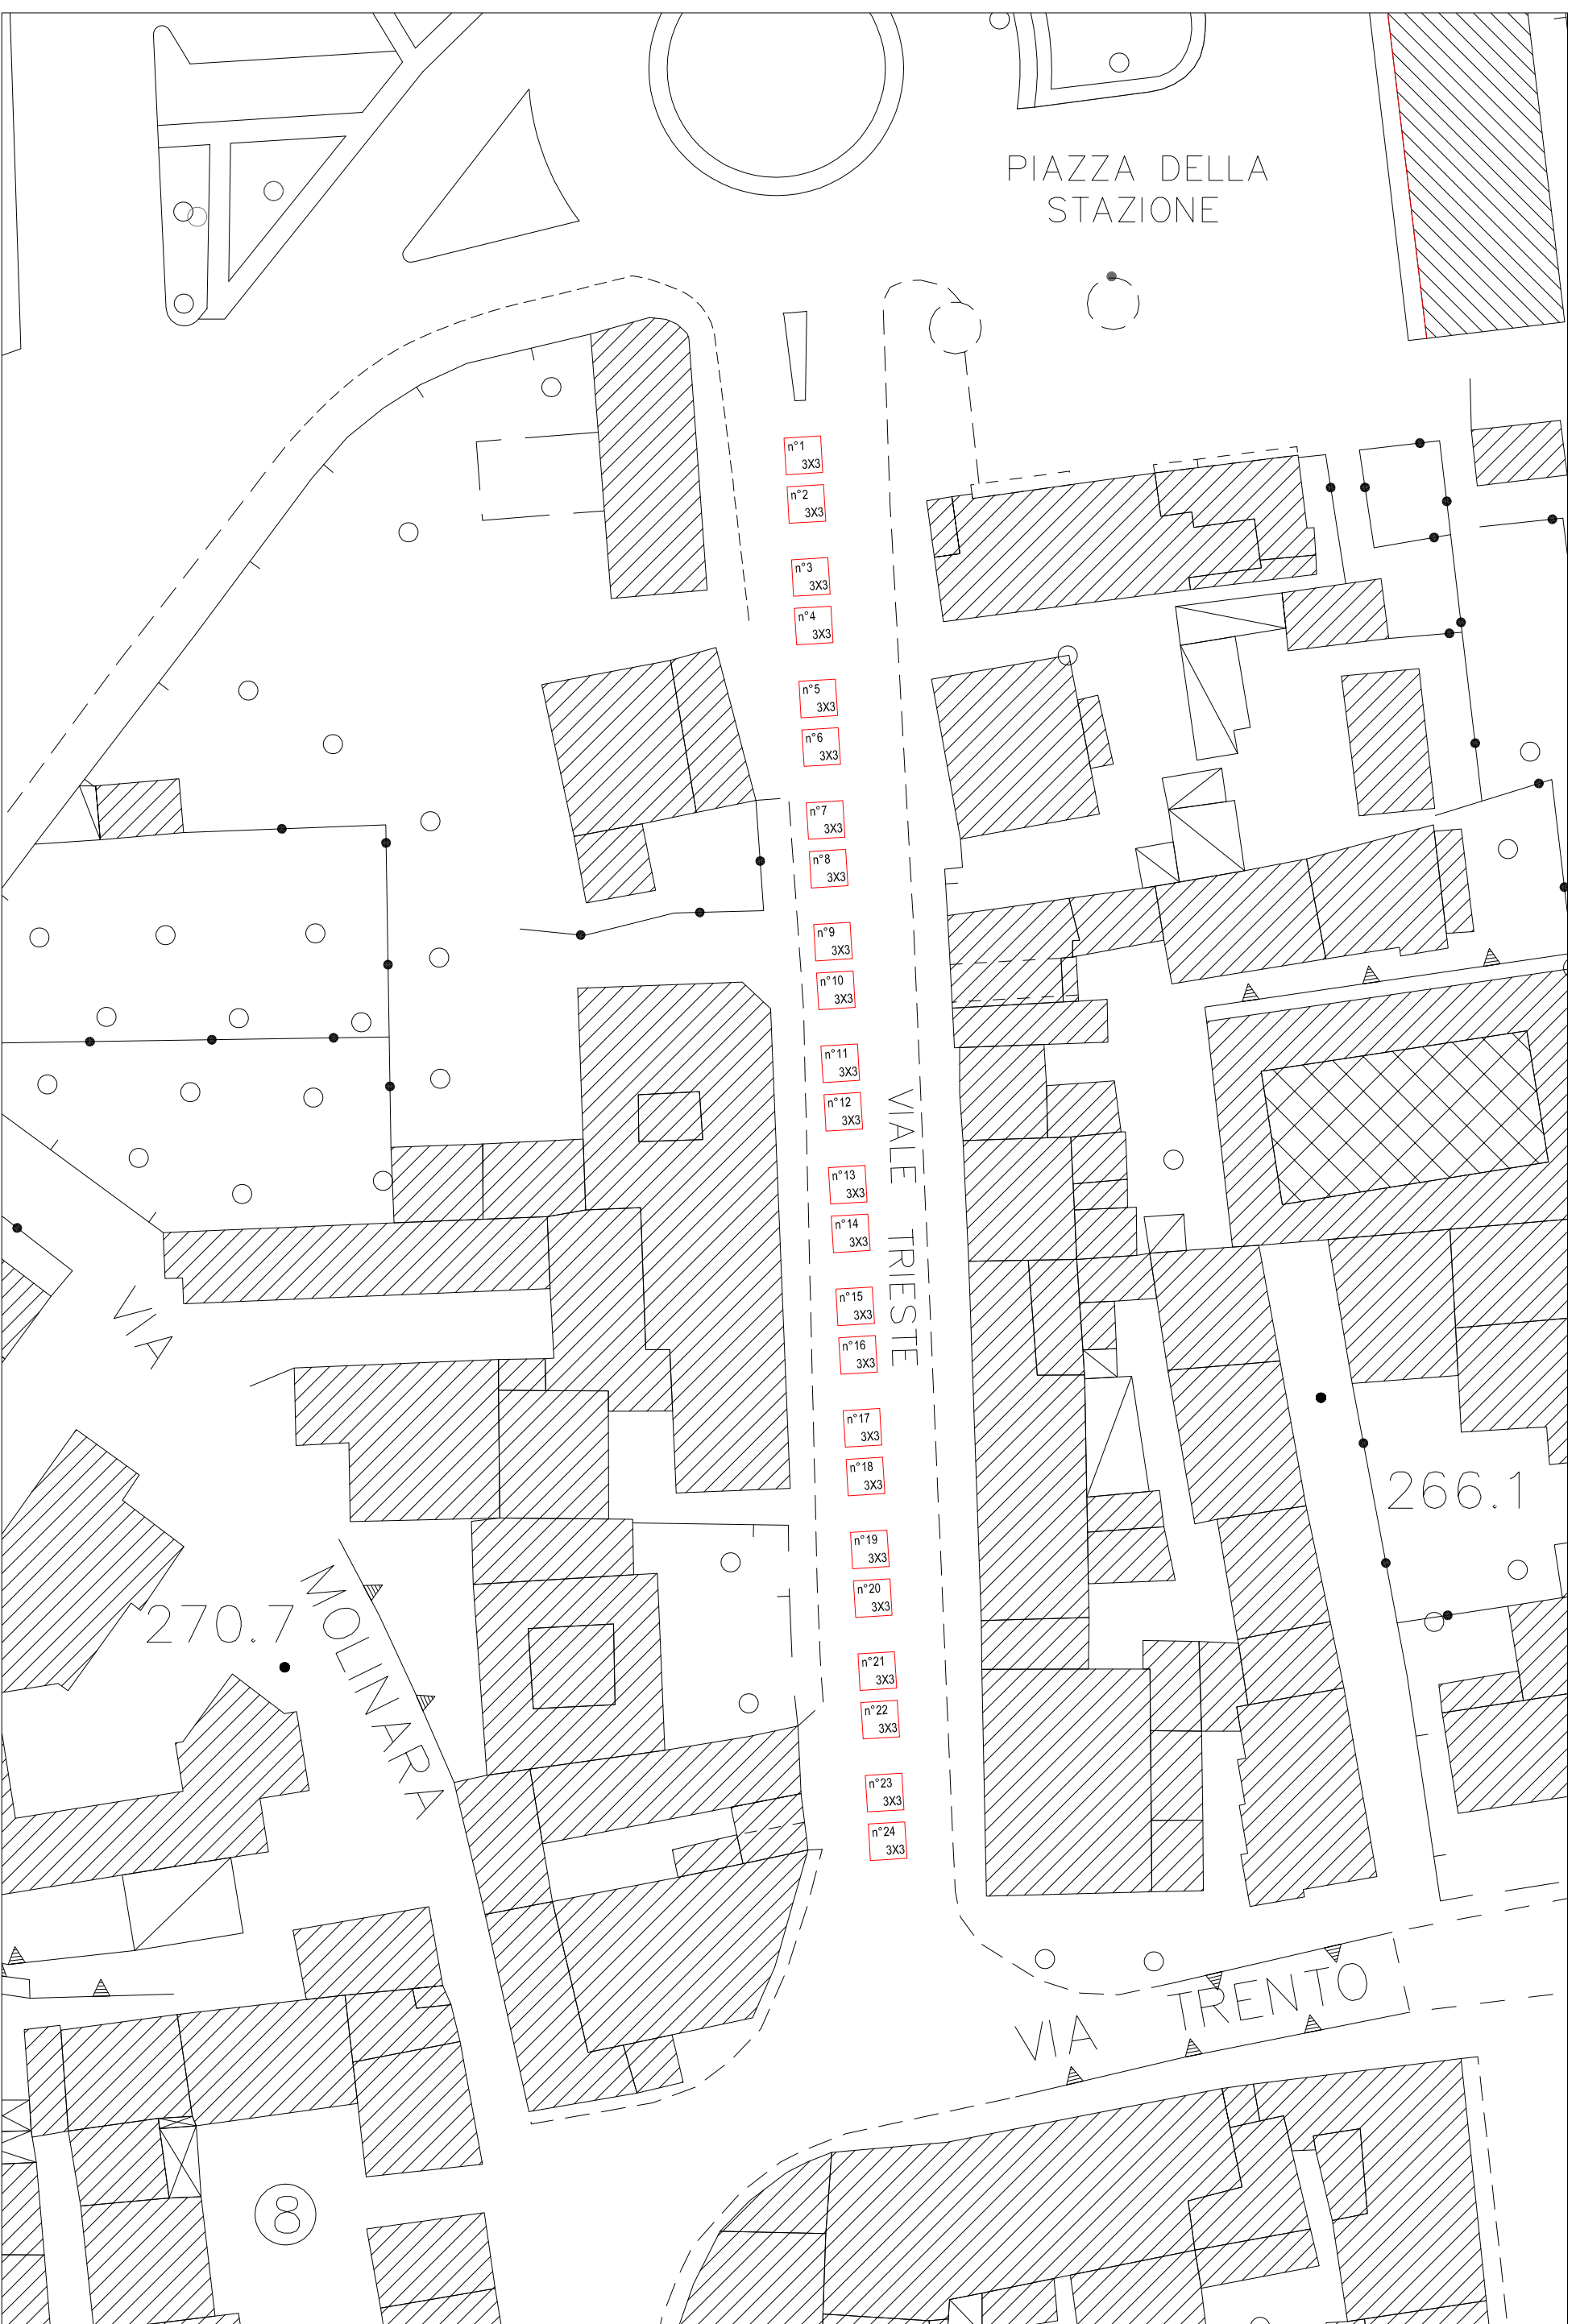 PIAZZA DELLA
STAZIONE
n°1
3X3
n°2
3X3
n°3
3X3
n°4
3X3
n°5
3X3
n°6
3X3
n°7
3X3
n°8
3X3
n°9
3X3
n°10
3X3
n°11
3X3
n°12
3X3
n°13
3X3
n°14
3X3
n°15
3X3
n°16
3X3
n°17
3X3
n°18
3X3
n°19
3X3
n°20
3X3
n°21
3X3
n°22
3X3
n°23
3X3
n°24
3X3
VIALE TRIESTE
VIA MOLINARA
266.1
270.7
VIA TRENTO
8